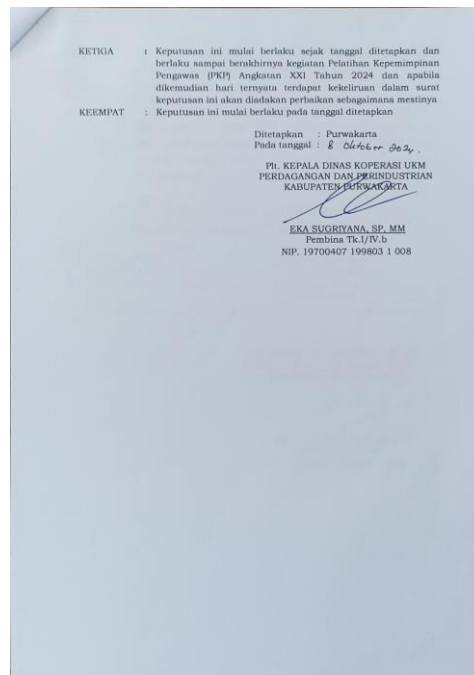 KETIGA : Keputusan ini mulai berlaku sejak tanggal ditetapkan dan
berlaku sampai berakhirnya kegiatan Pelatihan Kepemimpinan
Pengawas (PKP) Angkatan XXI Tahun 2024 dan apabila
dikemudian hari ternyata terdapat kekeliruan dalam surat
keputusan ini akan diadakan perbaikan sebagaimana mestinya
KEEMPAT : Keputusan ini mulai berlaku pada tanggal ditetapkan
Ditetapkan : Purwakarta
Pada tanggal : 8 Oktober 2024.
Plt. KEPALA DINAS KOPERASI UKM
PERDAGANGAN DAN PERINDUSTRIAN
KABUPATEN PURWAKARTA
EKA SUGRIYANA, SP, MM
Pembina Tk.I/IV.b
NIP. 19700407 199803 1 008